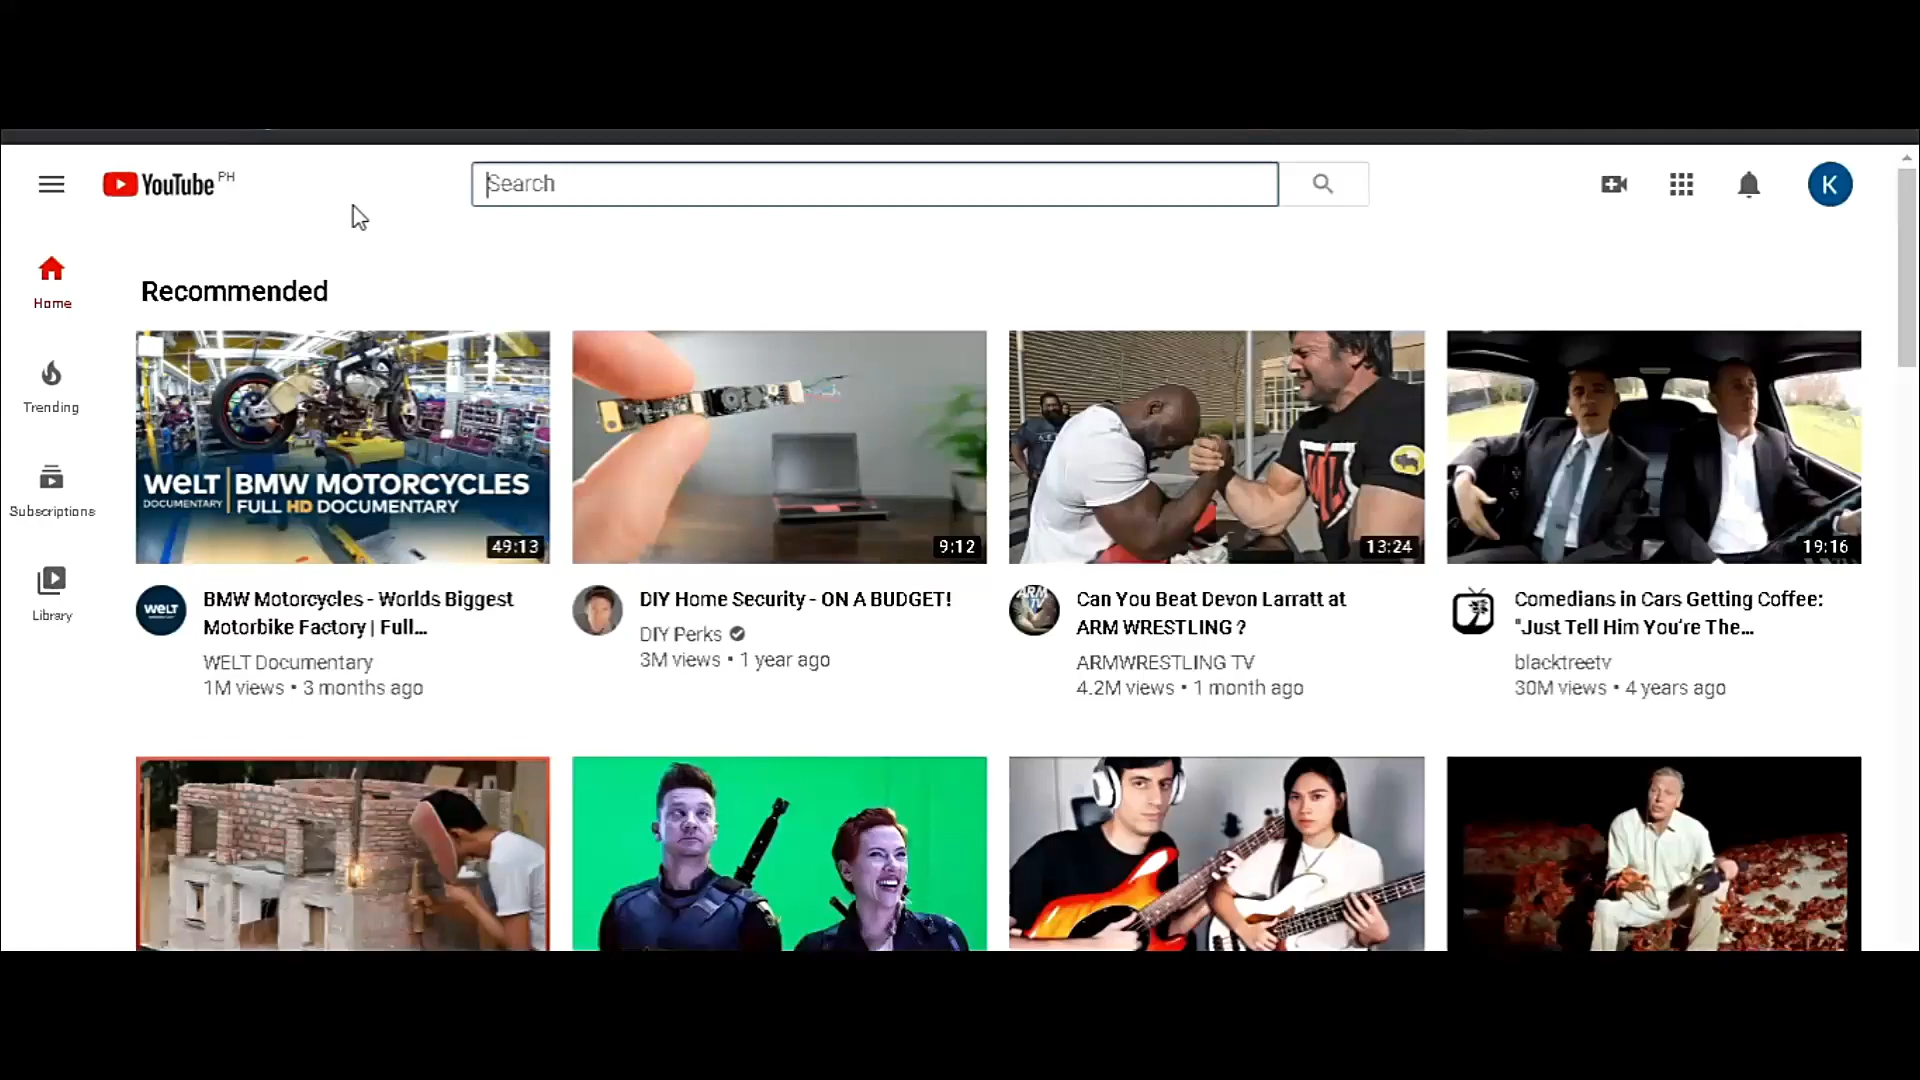 YouTube PH
Search
K
Home
Trending
Subscriptions
Library
Recommended
WELT DOCUMENTARY
BMW MOTORCYCLES
FULL HD DOCUMENTARY
49:13
9:12
13:24
19:16
WELT
BMW Motorcycles - Worlds Biggest
Motorbike Factory | Full...
WELT Documentary
1M views • 3 months ago
DIY Home Security - ON A BUDGET!
DIY Perks
3M views • 1 year ago
ARM TV
Can You Beat Devon Larratt at
ARM WRESTLING ?
ARMWRESTLING TV
4.2M views • 1 month ago
Comedians in Cars Getting Coffee:
"Just Tell Him You're The...
blacktreetv
30M views • 4 years ago